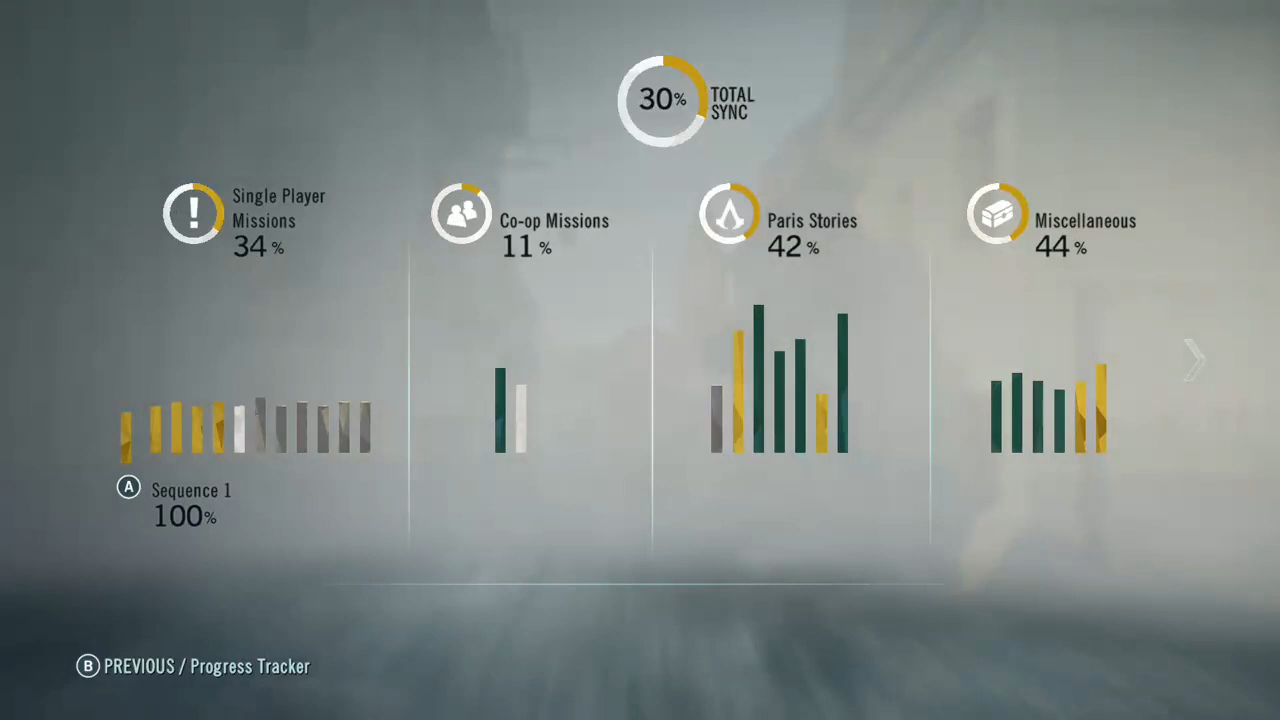 30%
TOTAL
SYNC
Single Player
Missions
34 %
Co-op Missions
11 %
Paris Stories
42 %
Miscellaneous
44 %
A
Sequence 1
100%
B PREVIOUS / Progress Tracker